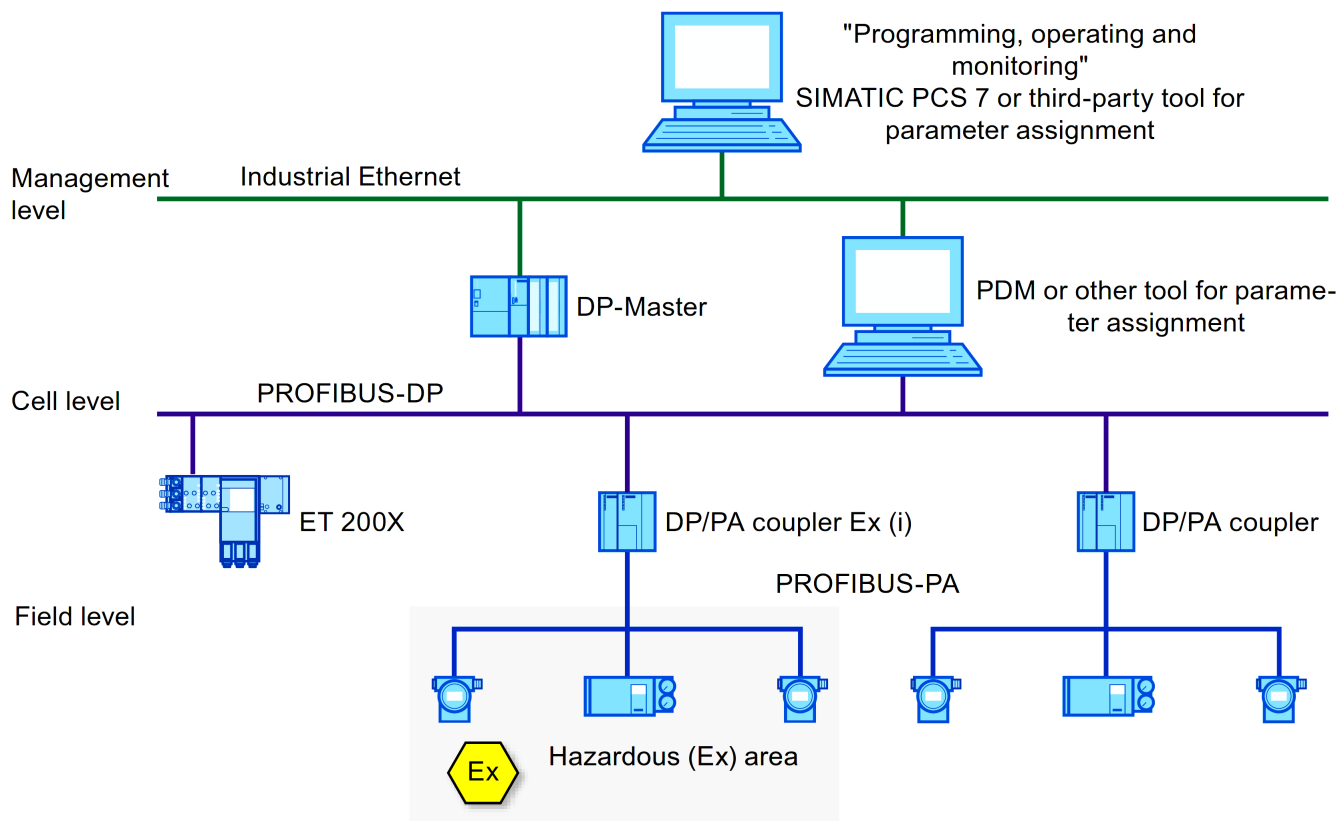 "Programming, operating and
monitoring"
SIMATIC PCS 7 or third-party tool for
parameter assignment
Management
level
Industrial Ethernet
DP-Master
PDM or other tool for parame-
ter assignment
Cell level
PROFIBUS-DP
ET 200X
DP/PA coupler Ex (i)
DP/PA coupler
PROFIBUS-PA
Field level
Hazardous (Ex) area
Ex